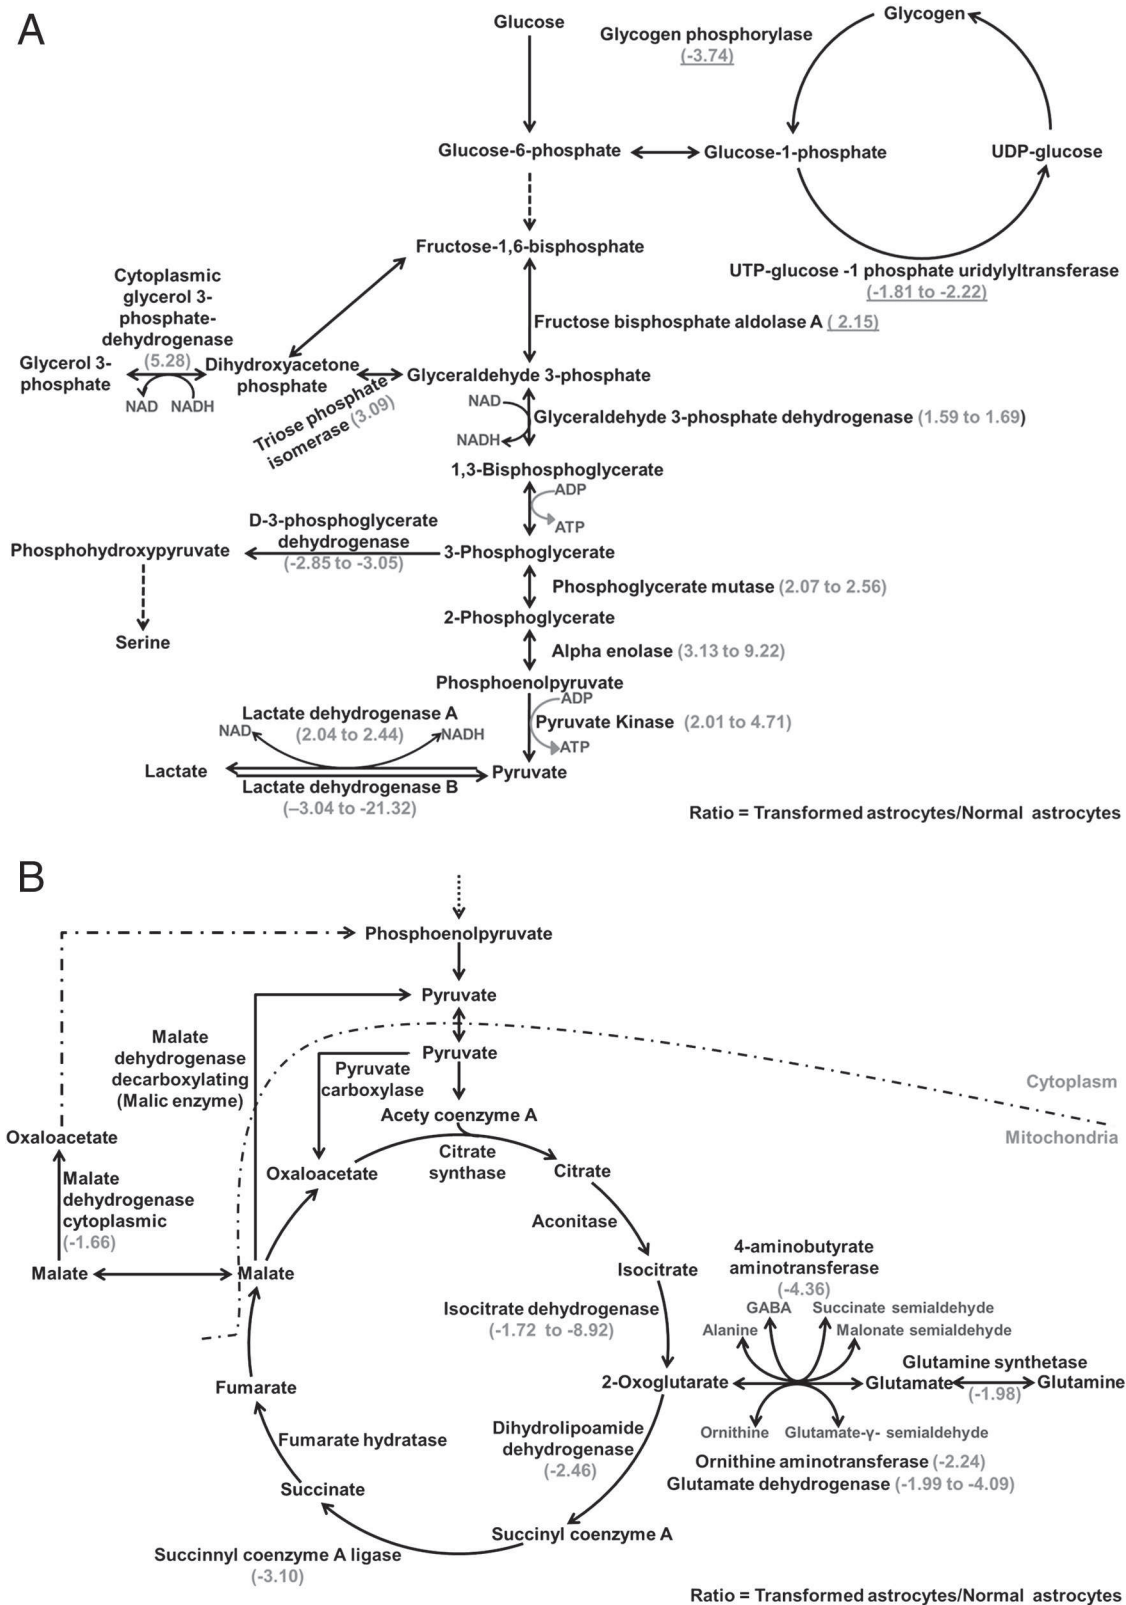 A
Glucose
Glycogen
Glycogen phosphorylase
(-3.74)
Glucose-6-phosphate
Glucose-1-phosphate
UDP-glucose
Fructose-1,6-bisphosphate
UTP-glucose -1 phosphate uridylyltransferase
(-1.81 to -2.22)
Cytoplasmic
glycerol 3-
phosphate-
dehydrogenase
(5.28)
Fructose bisphosphate aldolase A ( 2.15)
Glycerol 3-
phosphate
Dihydroxyacetone
phosphate
Glyceraldehyde 3-phosphate
NAD
NADH
Triose phosphate
isomerase (3.09)
NAD
NADH
Glyceraldehyde 3-phosphate dehydrogenase (1.59 to 1.69)
1,3-Bisphosphoglycerate
ADP
ATP
D-3-phosphoglycerate
dehydrogenase
(-2.85 to -3.05)
Phosphohydroxypyruvate
3-Phosphoglycerate
Phosphoglycerate mutase (2.07 to 2.56)
2-Phosphoglycerate
Serine
Alpha enolase (3.13 to 9.22)
Phosphoenolpyruvate
ADP
Pyruvate Kinase (2.01 to 4.71)
ATP
Lactate dehydrogenase A
(2.04 to 2.44)
NAD
NADH
Lactate
Pyruvate
Lactate dehydrogenase B
(–3.04 to -21.32)
Ratio = Transformed astrocytes/Normal astrocytes
B
Phosphoenolpyruvate
Pyruvate
Malate
dehydrogenase
decarboxylating
(Malic enzyme)
Pyruvate
Pyruvate
carboxylase
Cytoplasm
Mitochondria
Acety coenzyme A
Oxaloacetate
Citrate
synthase
Oxaloacetate
Citrate
Malate
dehydrogenase
cytoplasmic
(-1.66)
Aconitase
Malate
Malate
Isocitrate
4-aminobutyrate
aminotransferase
(-4.36)
Isocitrate dehydrogenase
(-1.72 to -8.92)
GABA
Succinate semialdehyde
Alanine
Malonate semialdehyde
Glutamine synthetase
(-1.98)
2-Oxoglutarate
Glutamate
Glutamine
Fumarate
Ornithine
Glutamate-γ- semialdehyde
Dihydrolipoamide
dehydrogenase
(-2.46)
Fumarate hydratase
Ornithine aminotransferase (-2.24)
Glutamate dehydrogenase (-1.99 to -4.09)
Succinate
Succinyl coenzyme A
Succinnyl coenzyme A ligase
(-3.10)
Ratio = Transformed astrocytes/Normal astrocytes